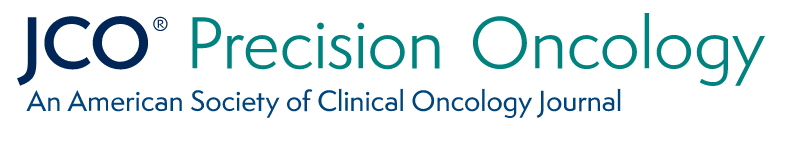 JCO® Precision Oncology
An American Society of Clinical Oncology Journal